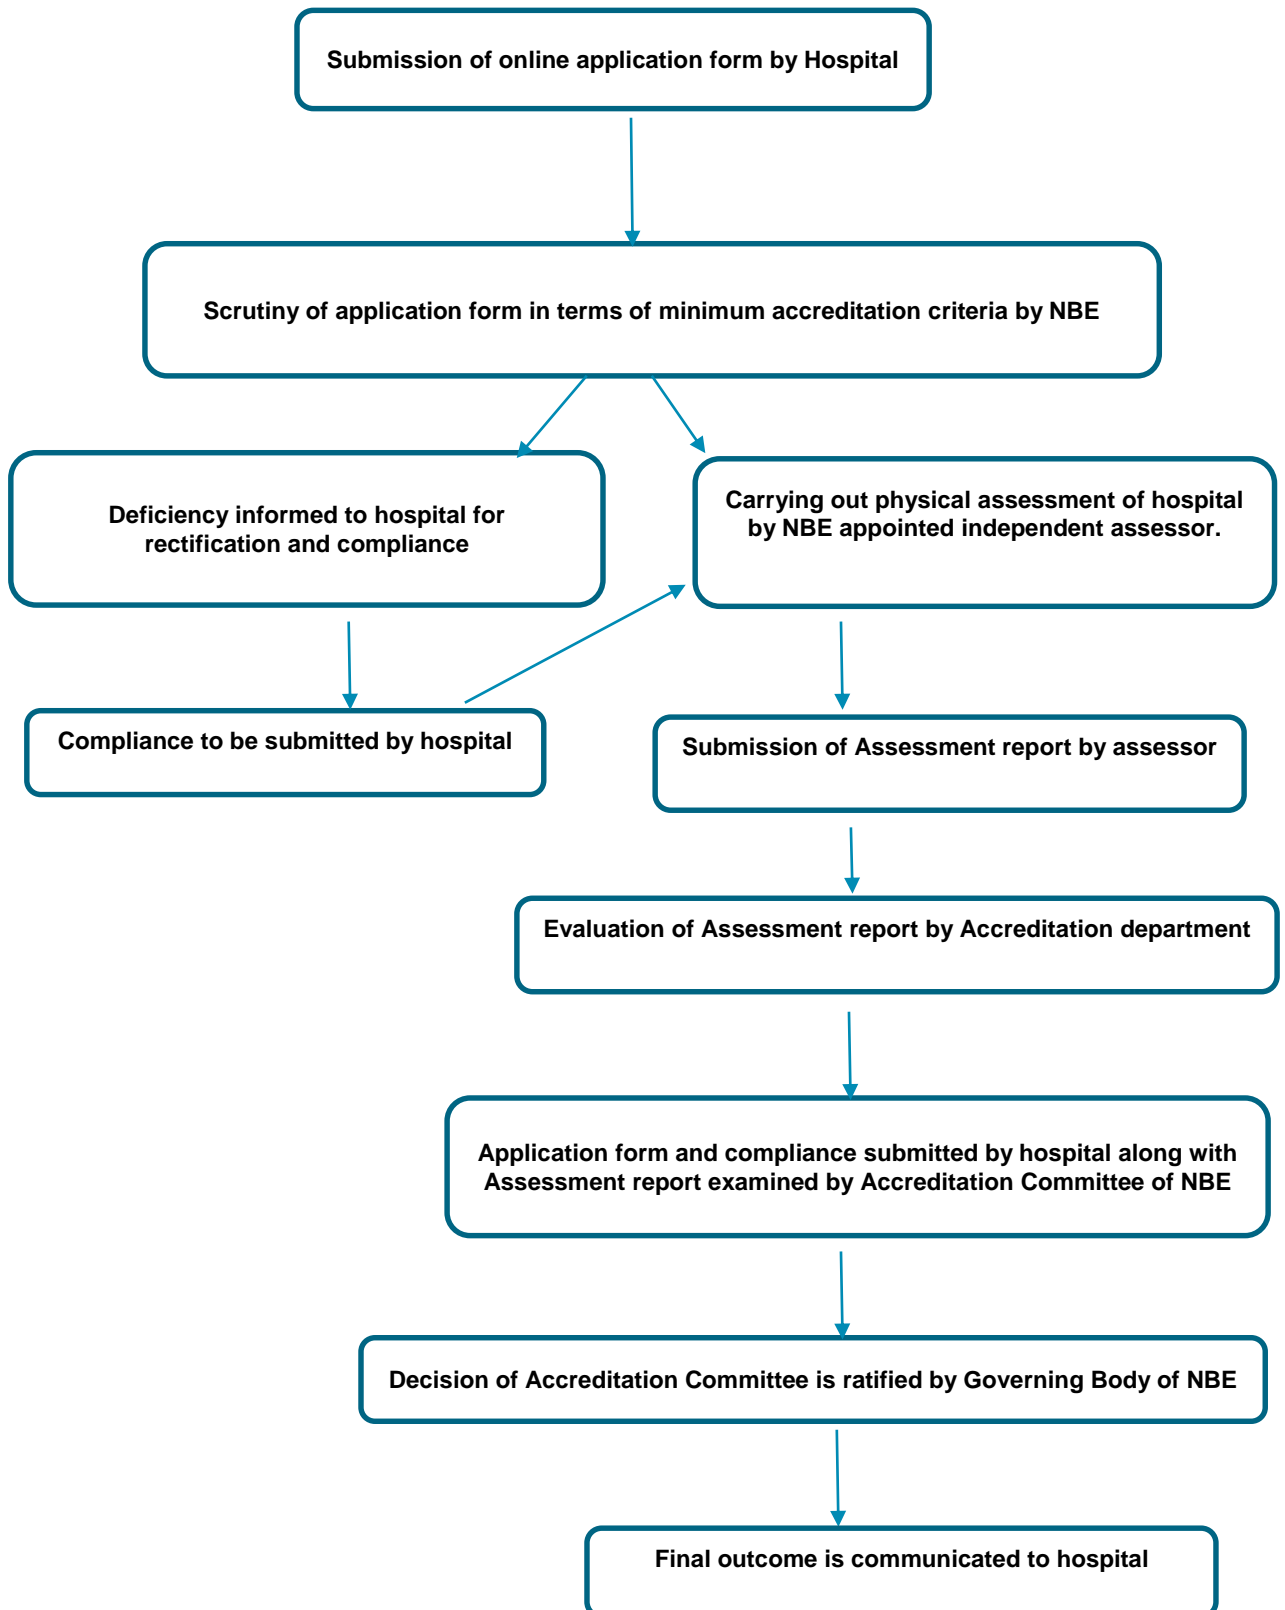 Submission of online application form by Hospital
Scrutiny of application form in terms of minimum accreditation criteria by NBE
Deficiency informed to hospital for
rectification and compliance
Carrying out physical assessment of hospital
by NBE appointed independent assessor.
Compliance to be submitted by hospital
Submission of Assessment report by assessor
Evaluation of Assessment report by Accreditation department
Application form and compliance submitted by hospital along with
Assessment report examined by Accreditation Committee of NBE
Decision of Accreditation Committee is ratified by Governing Body of NBE
Final outcome is communicated to hospital